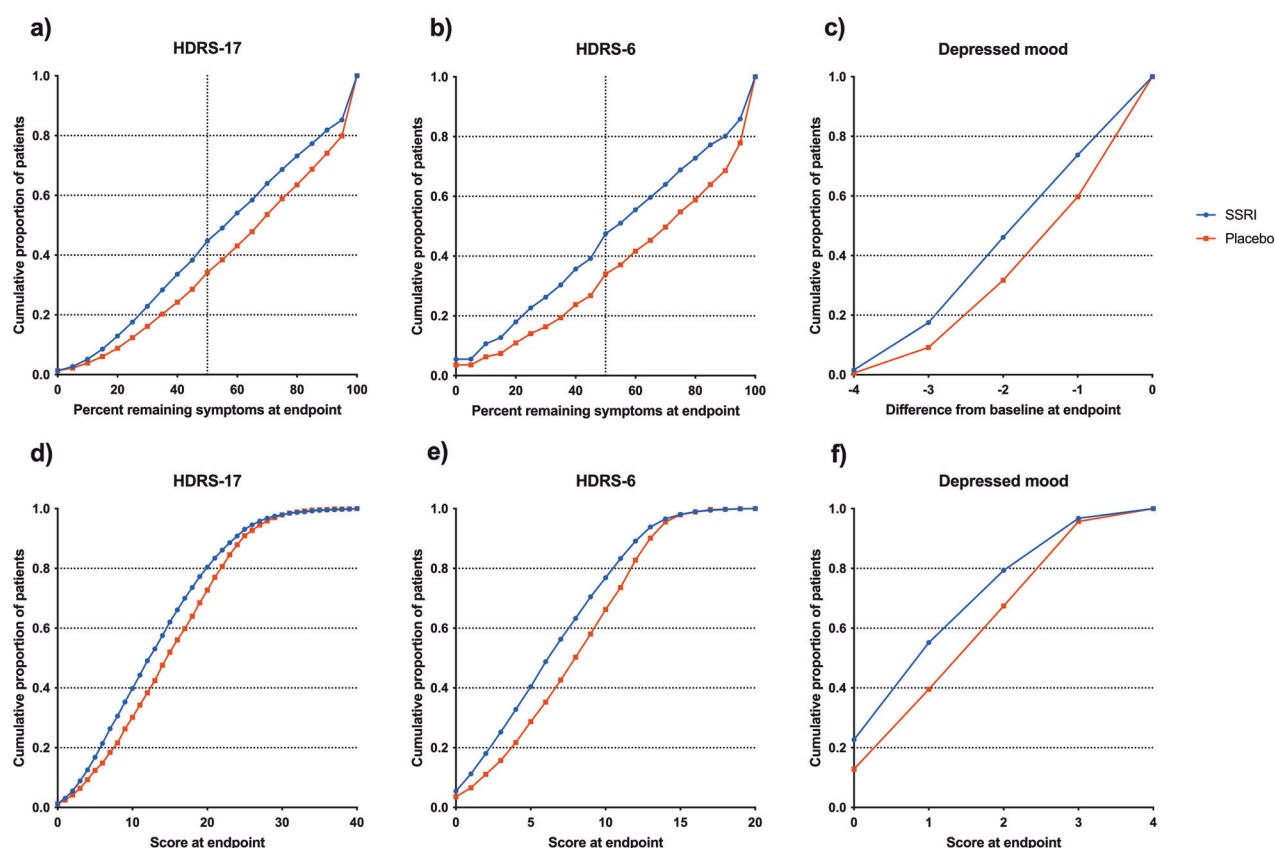 a)
HDRS-17
Cumulative proportion of patients
1.0
0.8
0.6
0.4
0.2
0.0
0 20 40 60 80 100
Percent remaining symptoms at endpoint
b)
HDRS-6
Cumulative proportion of patients
1.0
0.8
0.6
0.4
0.2
0.0
0 20 40 60 80 100
Percent remaining symptoms at endpoint
c)
Depressed mood
Cumulative proportion of patients
1.0
0.8
0.6
0.4
0.2
0.0
-4 -3 -2 -1 0
Difference from baseline at endpoint
SSRI
Placebo
d)
HDRS-17
Cumulative proportion of patients
1.0
0.8
0.6
0.4
0.2
0.0
0 10 20 30 40
Score at endpoint
e)
HDRS-6
Cumulative proportion of patients
1.0
0.8
0.6
0.4
0.2
0.0
0 5 10 15 20
Score at endpoint
f)
Depressed mood
Cumulative proportion of patients
1.0
0.8
0.6
0.4
0.2
0.0
0 1 2 3 4
Score at endpoint